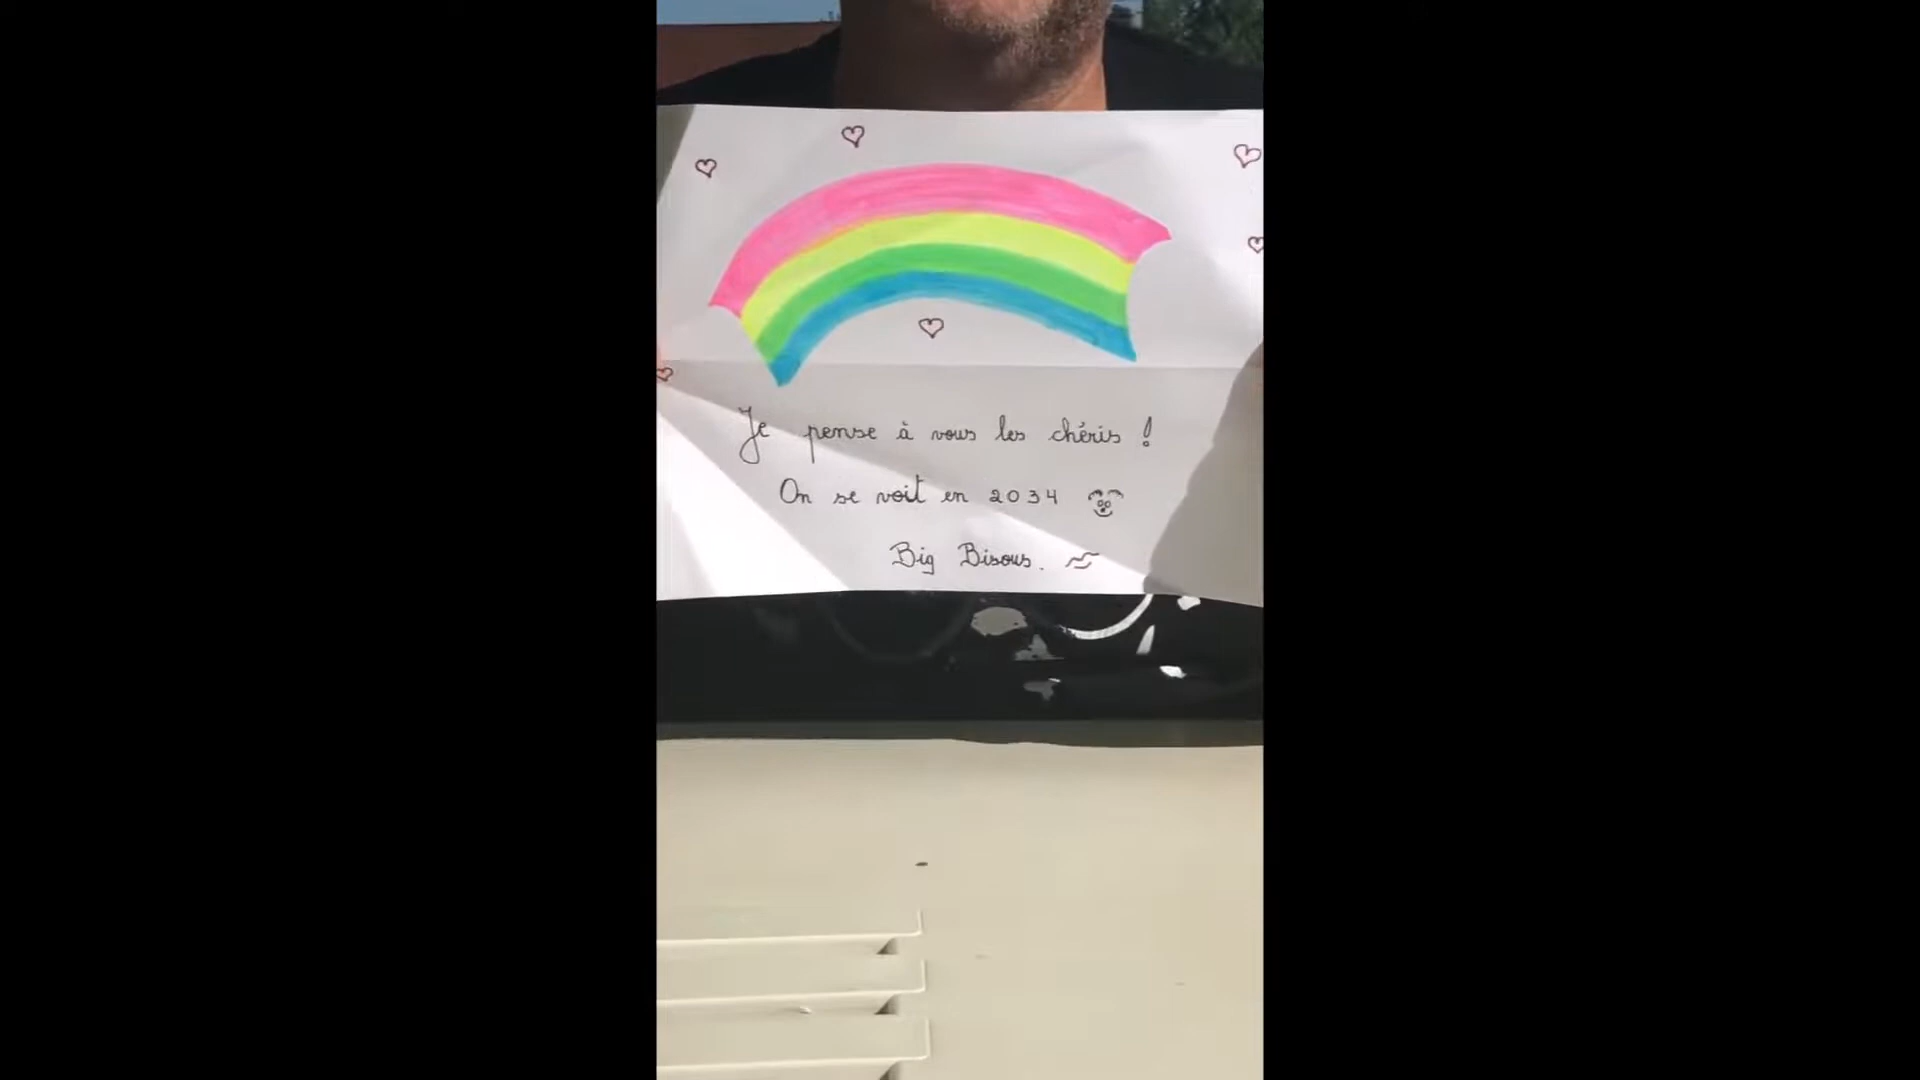 Je pense à vous les chéris !
On se voit en 2034
Big Bisous.